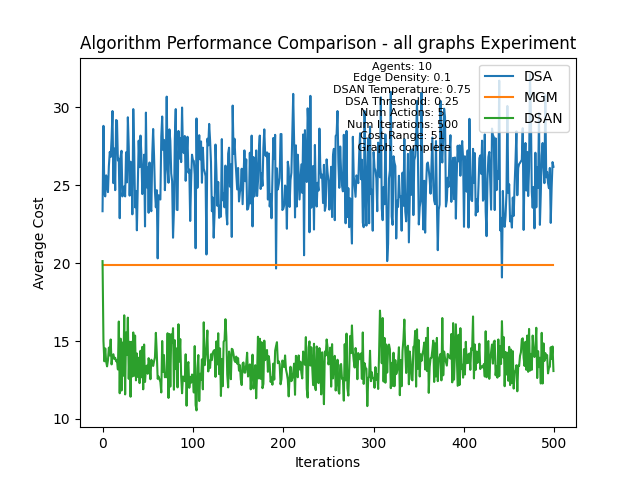 Algorithm Performance Comparison - all graphs Experiment
Agents: 10
Edge Density: 0.1
DSAN Temperature: 0.75
DSA Threshold: 0.25
Num Actions: 5
Num Iterations: 500
Cost Range: 51
Graph: complete
DSA
MGM
DSAN
Average Cost
30
25
20
15
10
0
100
200
300
400
500
Iterations